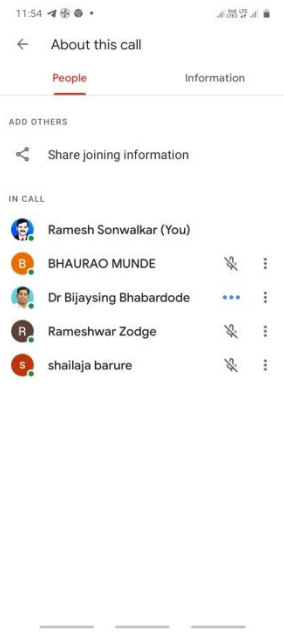 11:54
About this call
People
Information
ADD OTHERS
Share joining information
IN CALL
Ramesh Sonwalkar (You)
B BHAURAO MUNDE
Dr Bijaysing Bhabardode
R Rameshwar Zodge
s shailaja barure